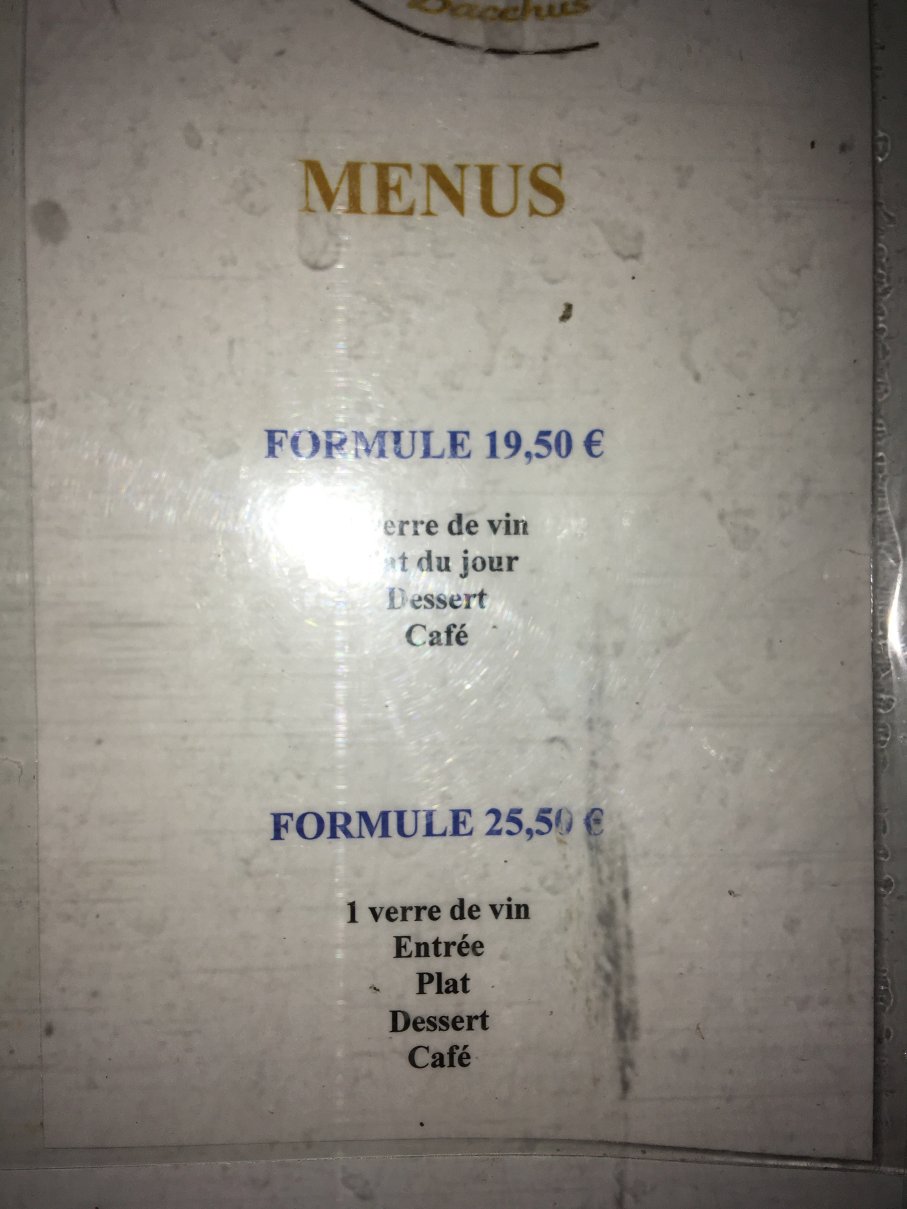 Bacchus
MENUS
FORMULE 19,50 €
verre de vin
du jour
Dessert
Café
FORMULE 25,50 €
1 verre de vin
Entrée
Plat
Dessert
Café